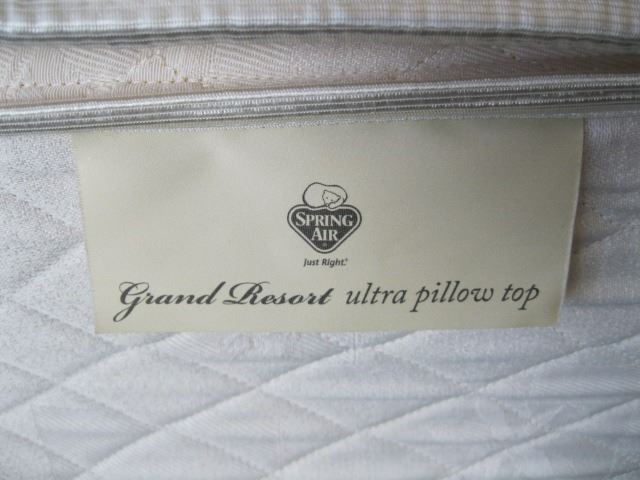 SPRING
AIR
Just Right.®
Grand Resort ultra pillow top